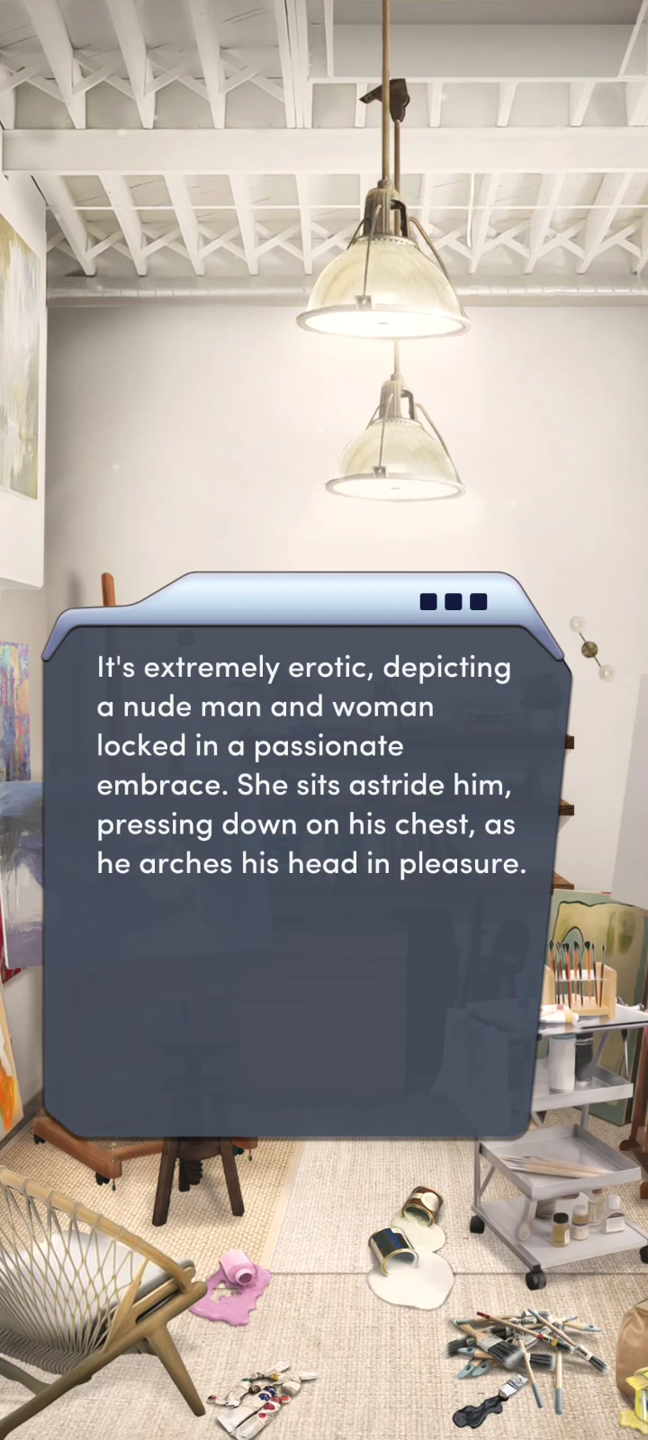 It's extremely erotic, depicting
a nude man and woman
locked in a passionate
embrace. She sits astride him,
pressing down on his chest, as
he arches his head in pleasure.